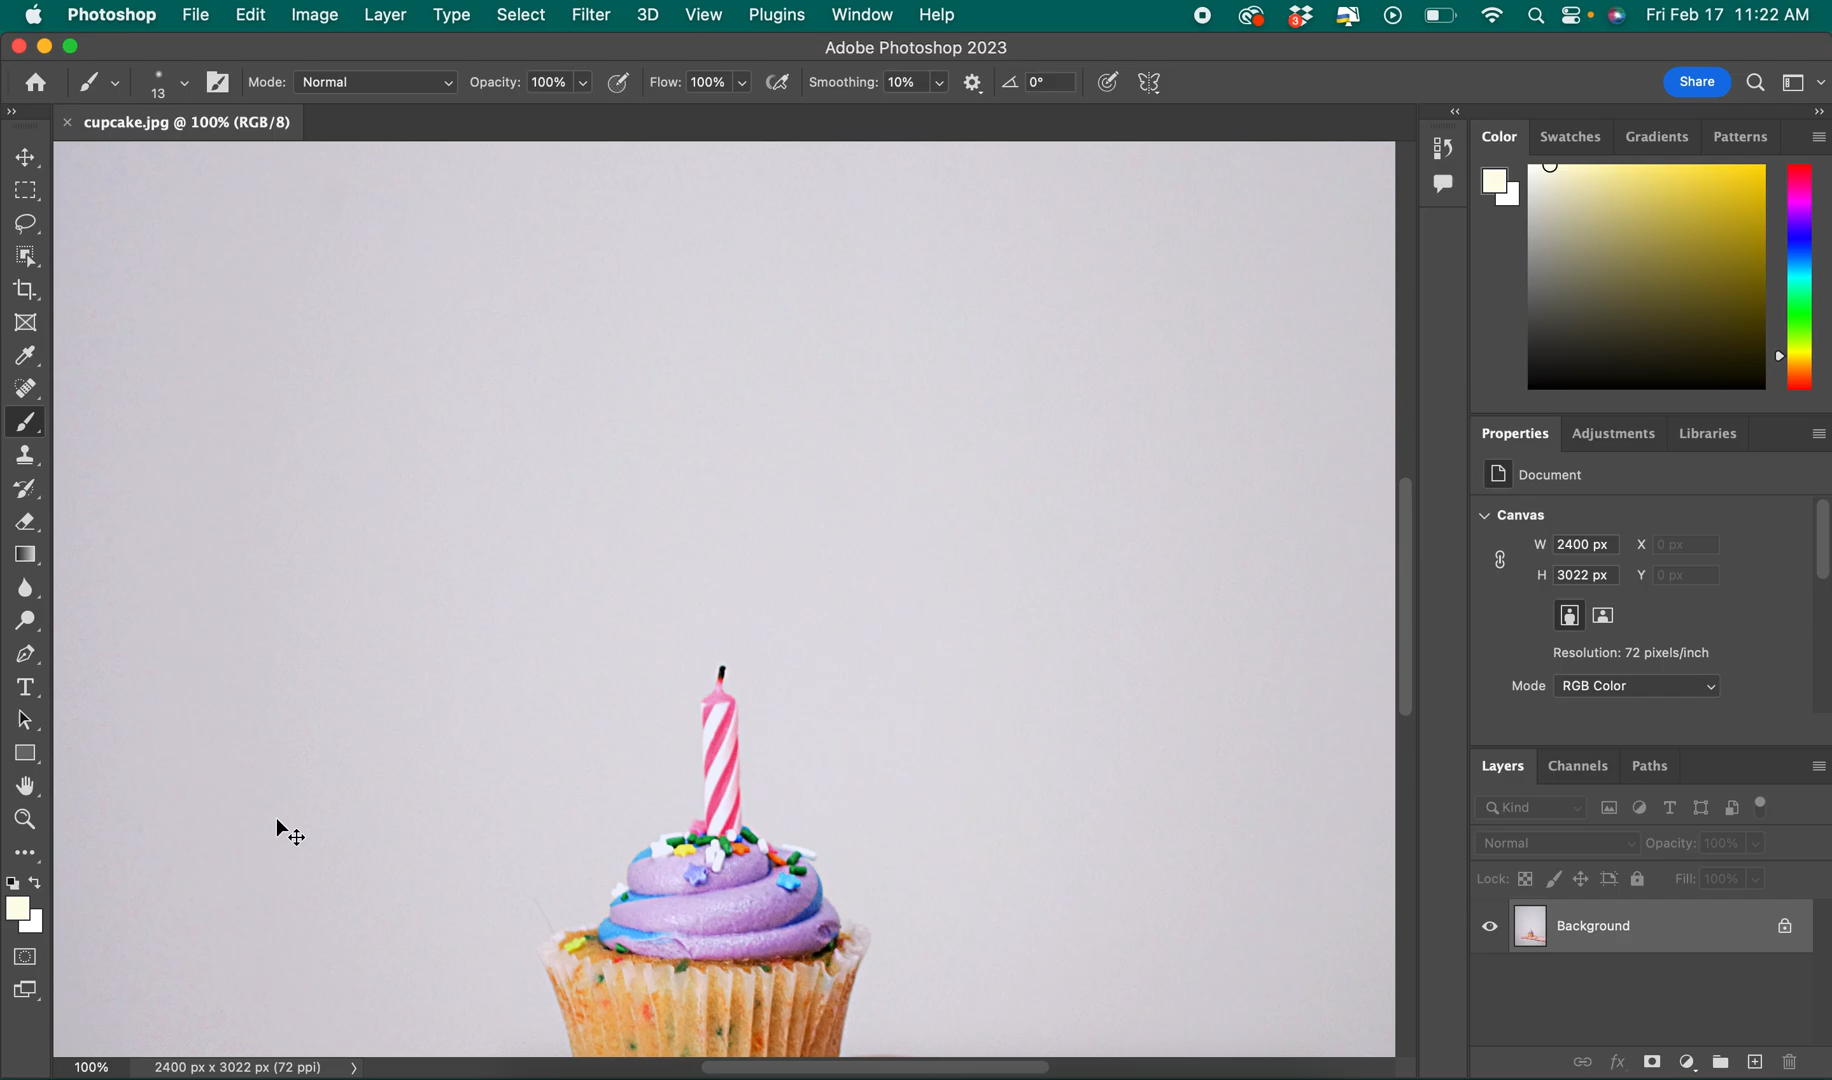 Photoshop File Edit Image Layer Type Select Filter 3D View Plugins Window Help 3 Fri Feb 17 11:22 AM
Adobe Photoshop 2023
13 Mode: Normal Opacity: 100% Flow: 100% Smoothing: 10% 0° Share
cupcake.jpg @ 100% (RGB/8)
Color Swatches Gradients Patterns
Properties Adjustments Libraries
Document
Canvas
W 2400 px X 0 px
H 3022 px Y 0 px
Resolution: 72 pixels/inch
Mode RGB Color
Layers Channels Paths
Kind
Normal Opacity: 100%
Lock: Fill: 100%
Background
100% 2400 px x 3022 px (72 ppi)